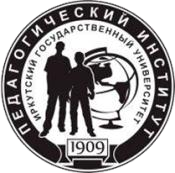 ПЕДАГОГИЧЕСКИЙ ИНСТИТУТ
ИРКУТСКИЙ ГОСУДАРСТВЕННЫЙ УНИВЕРСИТЕТ
1909